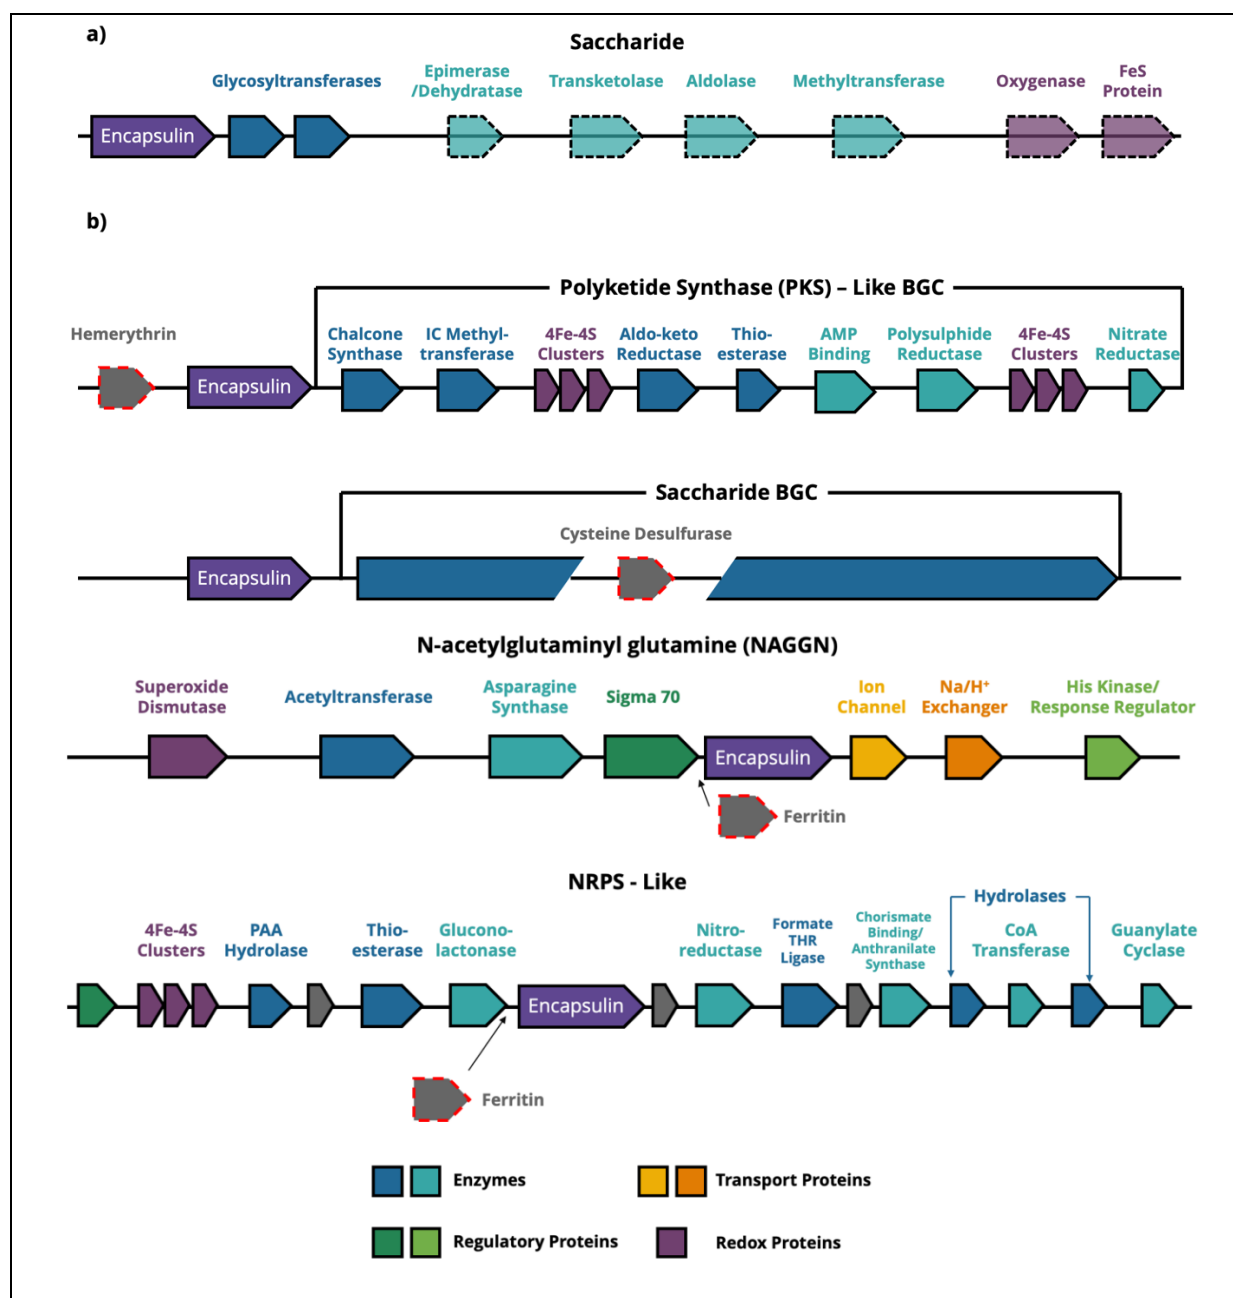 a)
Saccharide
Glycosyltransferases
Epimerase
/Dehydratase
Transketolase
Aldolase
Methyltransferase
Oxygenase
FeS
Protein
Encapsulin
b)
Polyketide Synthase (PKS) – Like BGC
Hemerythrin
Chalcone
Synthase
IC Methyl-
transferase
4Fe-4S
Clusters
Aldo-keto
Reductase
Thio-
esterase
AMP
Binding
Polysulphide
Reductase
4Fe-4S
Clusters
Nitrate
Reductase
Encapsulin
Saccharide BGC
Cysteine Desulfurase
Encapsulin
N-acetylglutaminyl glutamine (NAGGN)
Superoxide
Dismutase
Acetyltransferase
Asparagine
Synthase
Sigma 70
Ion
Channel
Na/H⁺
Exchanger
His Kinase/
Response Regulator
Encapsulin
Ferritin
NRPS - Like
4Fe-4S
Clusters
PAA
Hydrolase
Thio-
esterase
Glucono-
lactonase
Nitro-
reductase
Formate
THR
Ligase
Chorismate
Binding/
Anthranilate
Synthase
Hydrolases
CoA
Transferase
Guanylate
Cyclase
Encapsulin
Ferritin
Enzymes
Transport Proteins
Regulatory Proteins
Redox Proteins